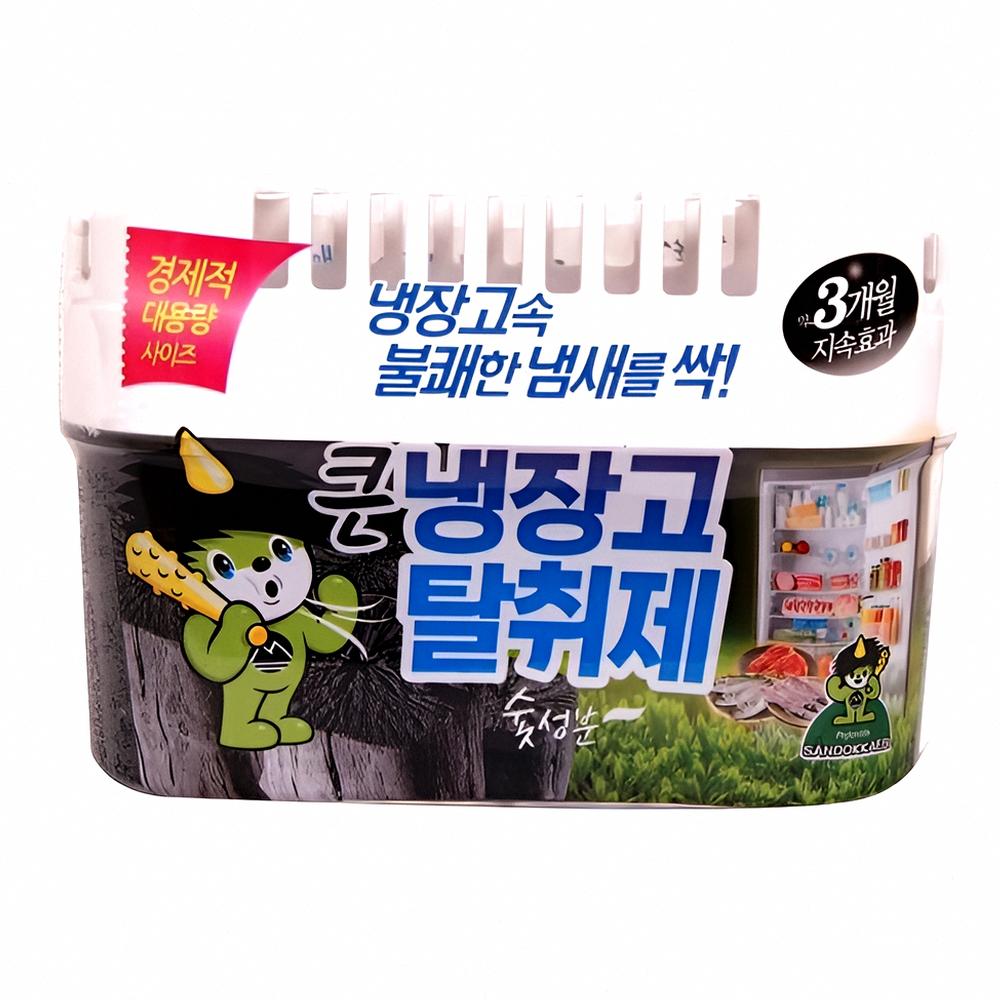 경제적
대용량
사이즈
냉장고속
불쾌한 냄새를 싹!
약 3개월
지속효과
큰 냉장고
탈취제
숯성분
SANDOKKAEBI